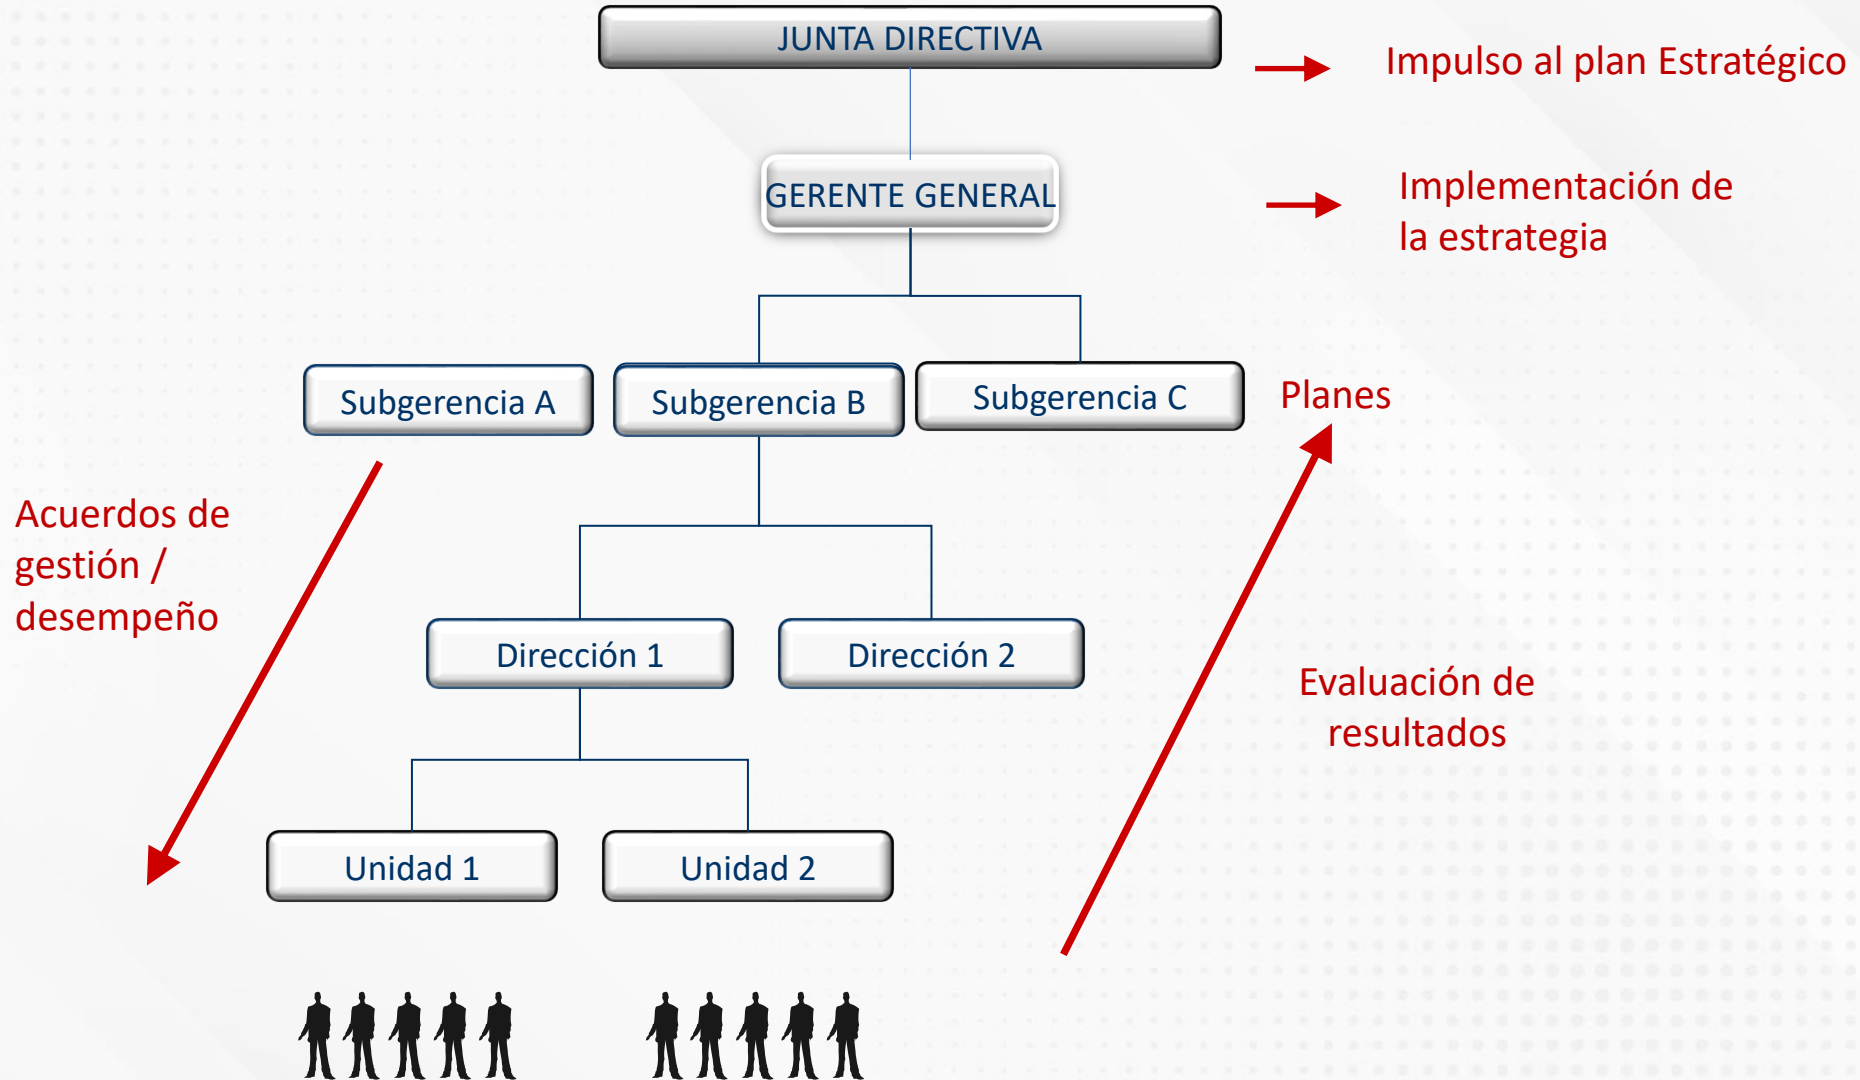 JUNTA DIRECTIVA
Impulso al plan Estratégico
GERENTE GENERAL
Implementación de
la estrategia
Subgerencia A
Subgerencia B
Subgerencia C
Planes
Acuerdos de
gestión /
desempeño
Dirección 1
Dirección 2
Evaluación de
resultados
Unidad 1
Unidad 2